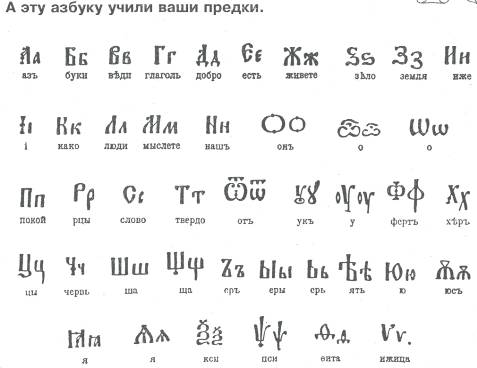 А эту азбуку учили ваши предки.
Аа Бб Вв Гг Дд Єє Жж Ѕѕ Зз Ии
азъ буки вѣди глаголь добро есть живете зѣло земля иже
Іі Кк Лл Мм Нн Оо Ѽѽ Ѡѡ
і како люди мыслете нашъ онъ о о
Пп Рр Сс Тт Ѿѿ Ꙋꙋ Оуоу Фф Хх
покой рцы слово твердо отъ укъ у фертъ хѣръ
Цц Чч Шш Щщ Ъъ Ыы Ьь Ѣѣ Юю Ѫѫ
цы червь ша ща еръ еры ерь ять ю юсъ
Ꙗꙗ Ѧѧ Ѯѯ Ѱѱ Ѳѳ Ѵѵ.
я я кси пси ѳита ижица